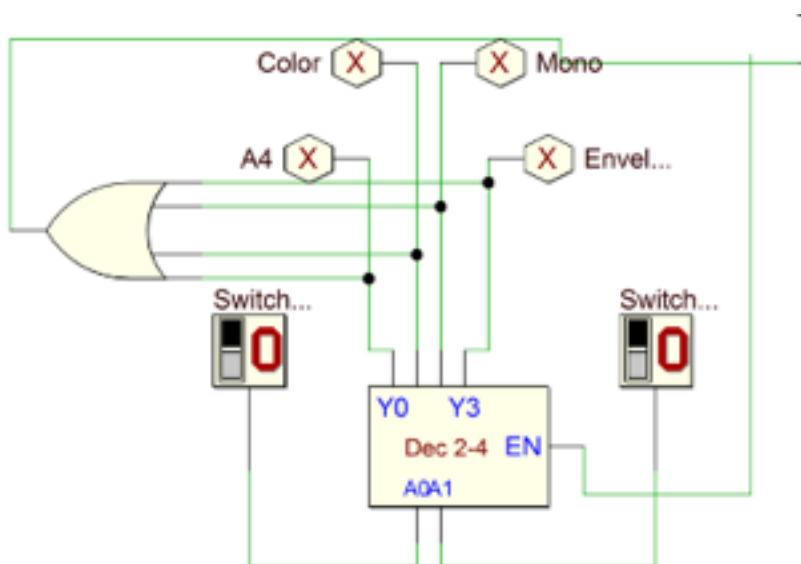 Color X X Mono
A4 X X Envel...
Switch... Switch...
0 0
Y0 Y3
Dec 2-4 EN
A0A1